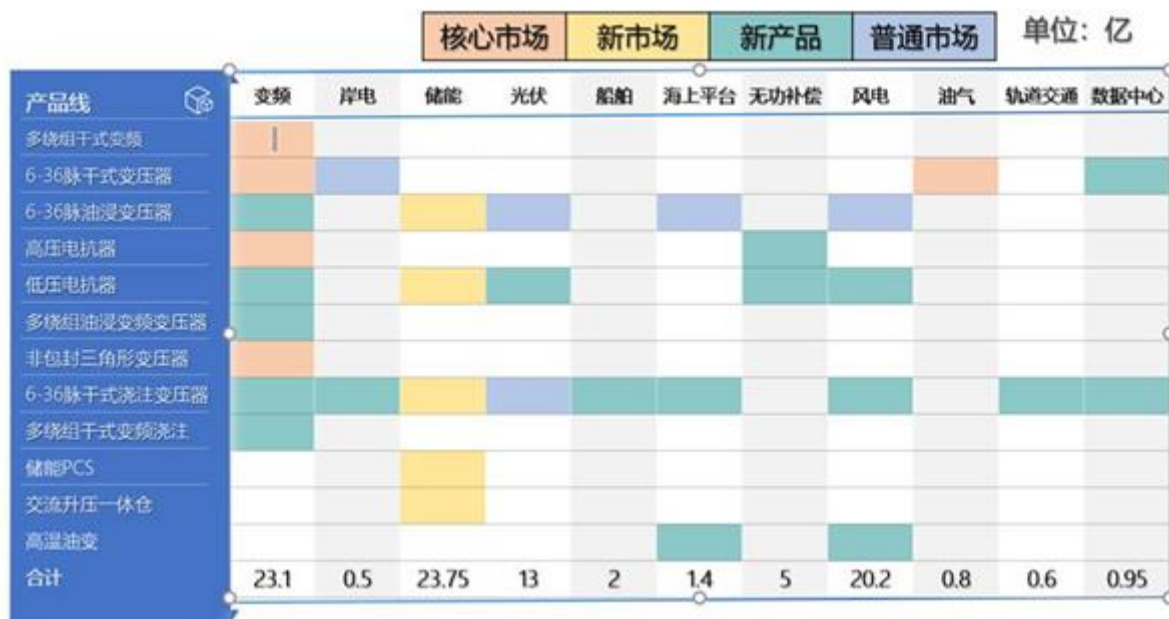 核心市场 新市场 新产品 普通市场 单位：亿
产品线 变频 岸电 储能 光伏 船舶 海上平台 无功补偿 风电 油气 轨道交通 数据中心
多绕组干式变频
6-36脉干式变压器
6-36脉油浸变压器
高压电抗器
低压电抗器
多绕组油浸变频变压器
非包封三角形变压器
6-36脉干式浇注变压器
多绕组干式变频浇注
储能PCS
交流升压一体仓
高温油变
合计 23.1 0.5 23.75 13 2 1.4 5 20.2 0.8 0.6 0.95